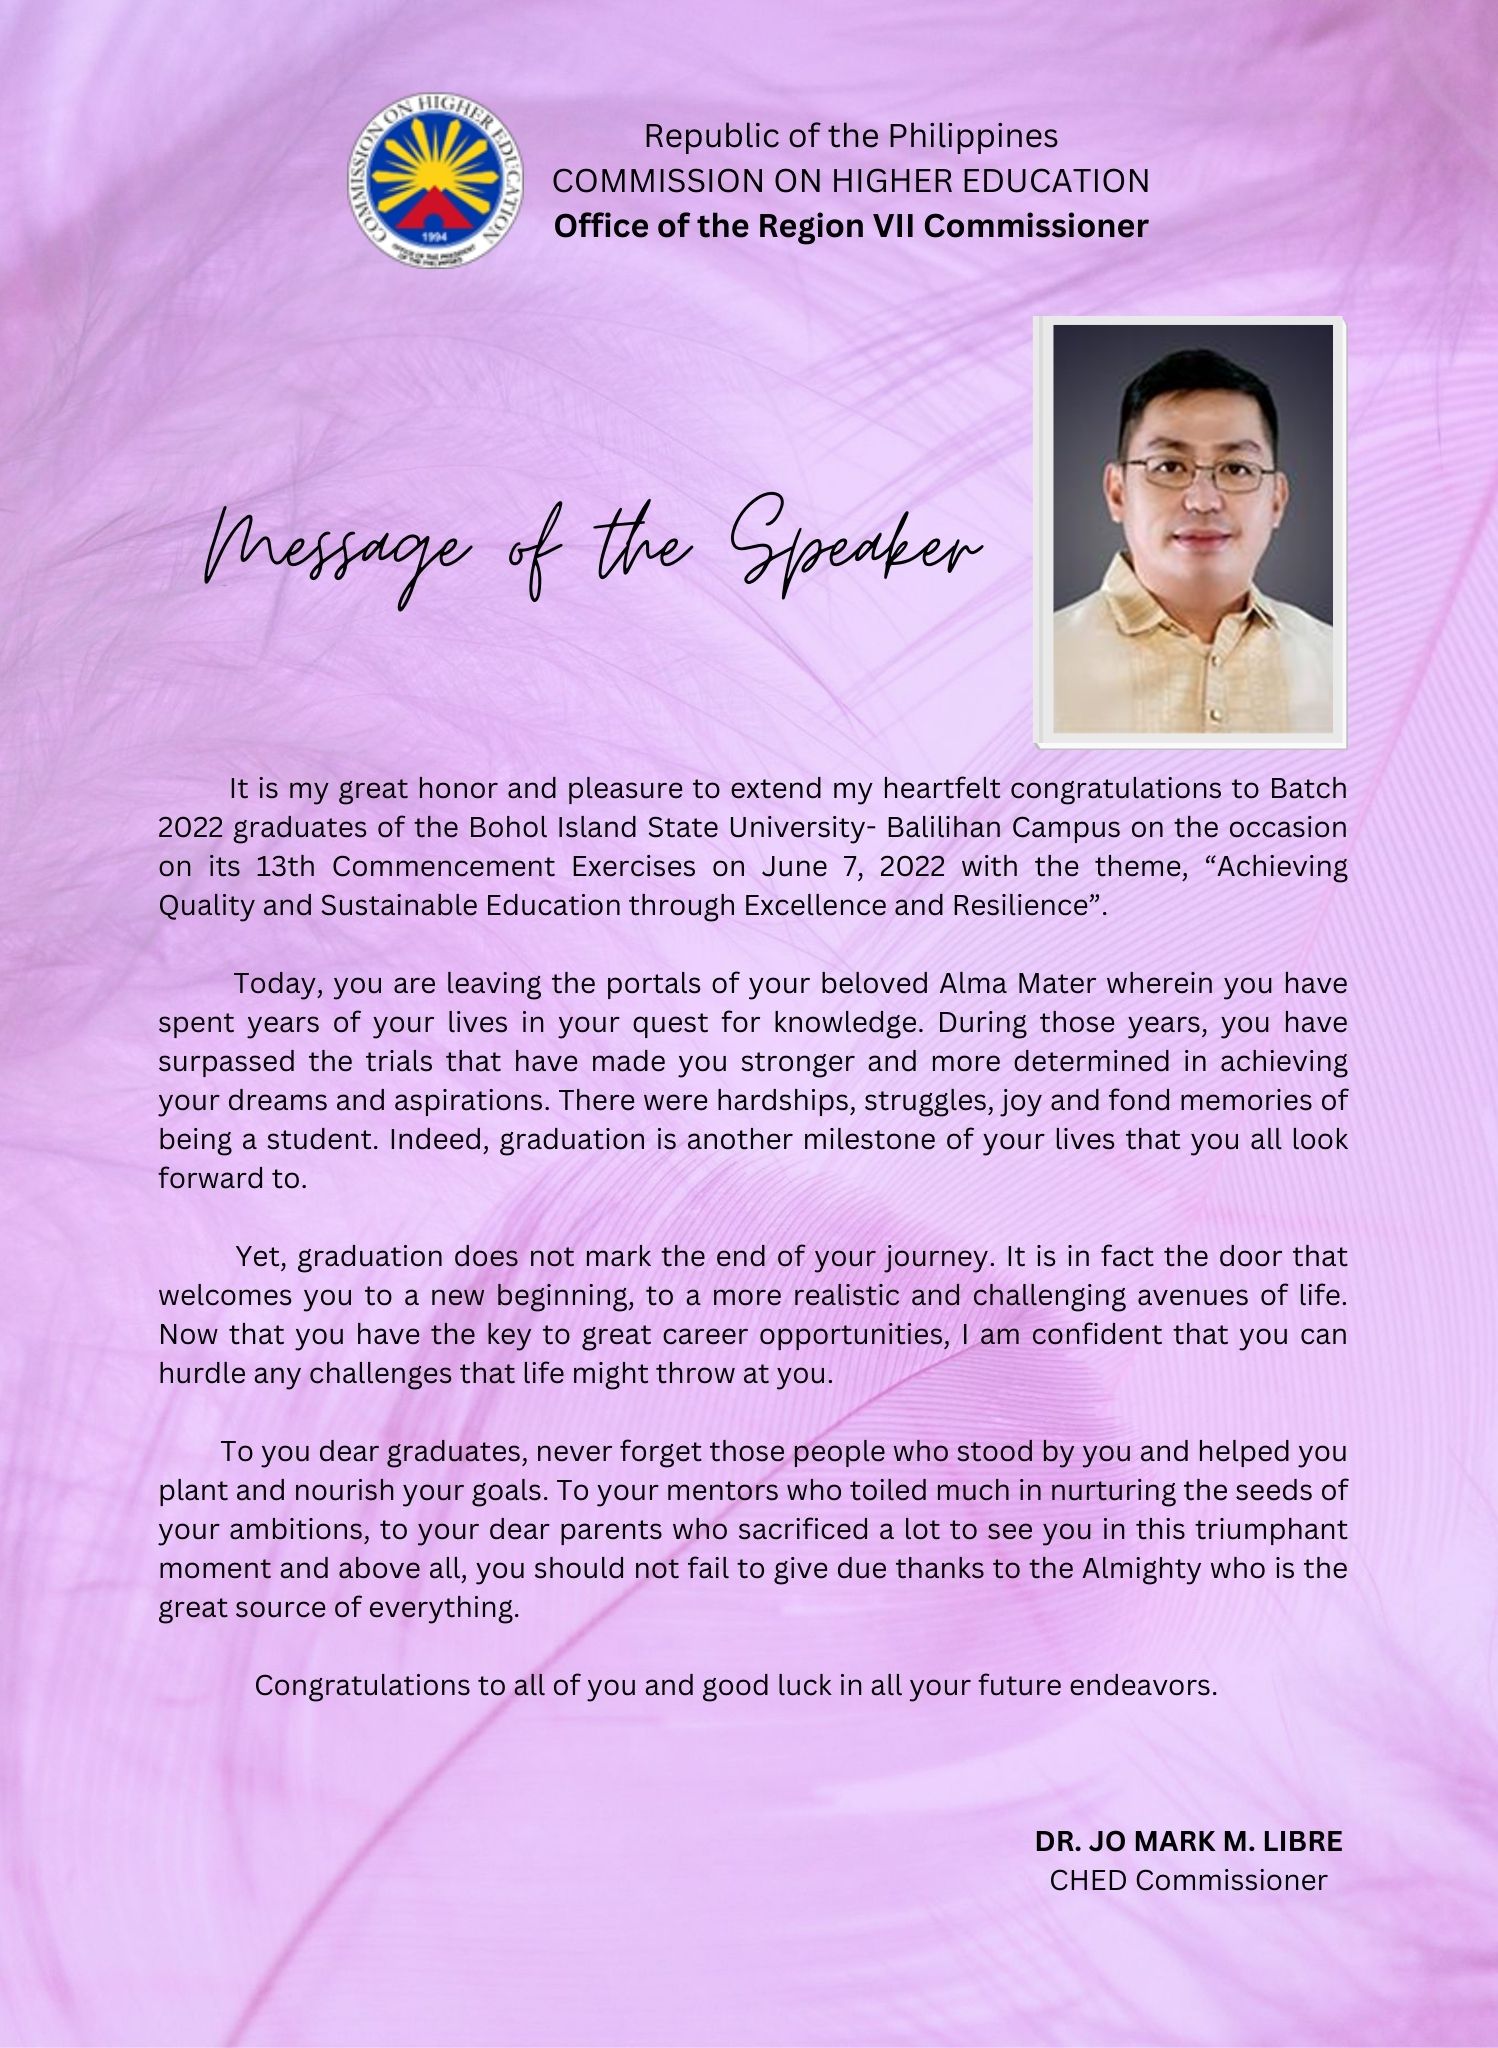 COMMISSION ON HIGHER EDUCATION
1994
OFFICE OF THE PRESIDENT
OF THE PHILIPPINES
Republic of the Philippines
COMMISSION ON HIGHER EDUCATION
Office of the Region VII Commissioner
Message of the Speaker
It is my great honor and pleasure to extend my heartfelt congratulations to Batch
2022 graduates of the Bohol Island State University- Balilihan Campus on the occasion
on its 13th Commencement Exercises on June 7, 2022 with the theme, “Achieving
Quality and Sustainable Education through Excellence and Resilience”.
Today, you are leaving the portals of your beloved Alma Mater wherein you have
spent years of your lives in your quest for knowledge. During those years, you have
surpassed the trials that have made you stronger and more determined in achieving
your dreams and aspirations. There were hardships, struggles, joy and fond memories of
being a student. Indeed, graduation is another milestone of your lives that you all look
forward to.
Yet, graduation does not mark the end of your journey. It is in fact the door that
welcomes you to a new beginning, to a more realistic and challenging avenues of life.
Now that you have the key to great career opportunities, I am confident that you can
hurdle any challenges that life might throw at you.
To you dear graduates, never forget those people who stood by you and helped you
plant and nourish your goals. To your mentors who toiled much in nurturing the seeds of
your ambitions, to your dear parents who sacrificed a lot to see you in this triumphant
moment and above all, you should not fail to give due thanks to the Almighty who is the
great source of everything.
Congratulations to all of you and good luck in all your future endeavors.
DR. JO MARK M. LIBRE
CHED Commissioner